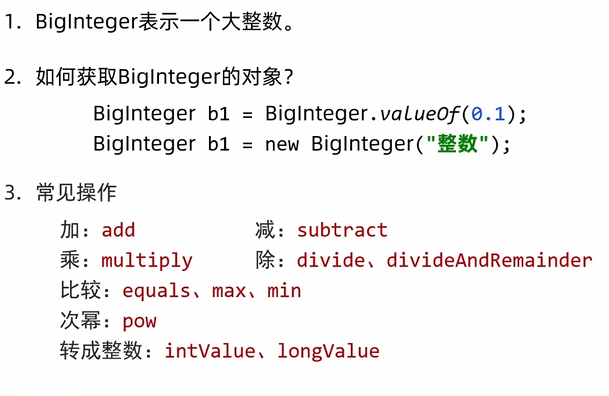 1. BigInteger表示一个大整数。
2. 如何获取BigInteger的对象？
BigInteger b1 = BigInteger.valueOf(0.1);
BigInteger b1 = new BigInteger("整数");
3. 常见操作
加：add 减：subtract
乘：multiply 除：divide、divideAndRemainder
比较：equals、max、min
次幂：pow
转成整数：intValue、longValue